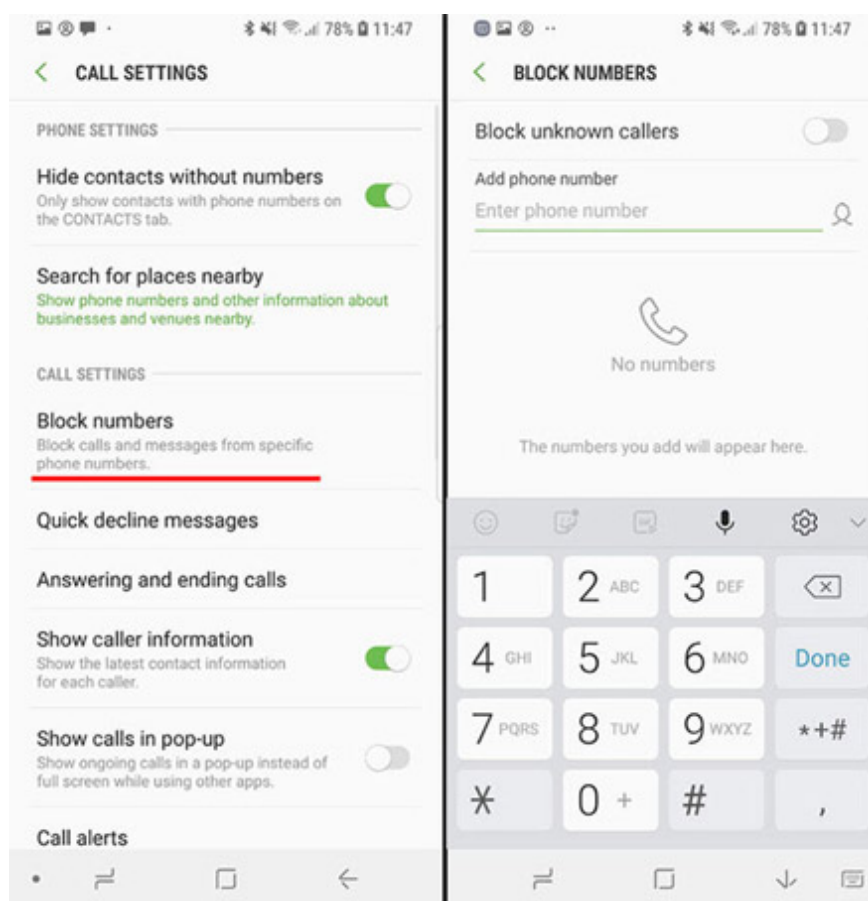 78% 11:47
CALL SETTINGS
PHONE SETTINGS
Hide contacts without numbers
Only show contacts with phone numbers on
the CONTACTS tab.
Search for places nearby
Show phone numbers and other information about
businesses and venues nearby.
CALL SETTINGS
Block numbers
Block calls and messages from specific
phone numbers.
Quick decline messages
Answering and ending calls
Show caller information
Show the latest contact information
for each caller.
Show calls in pop-up
Show ongoing calls in a pop-up instead of
full screen while using other apps.
Call alerts
78% 11:47
BLOCK NUMBERS
Block unknown callers
Add phone number
Enter phone number
No numbers
The numbers you add will appear here.
1 2 ABC 3 DEF
4 GHI 5 JKL 6 MNO Done
7 PQRS 8 TUV 9 WXYZ *+#
* 0 + # ,